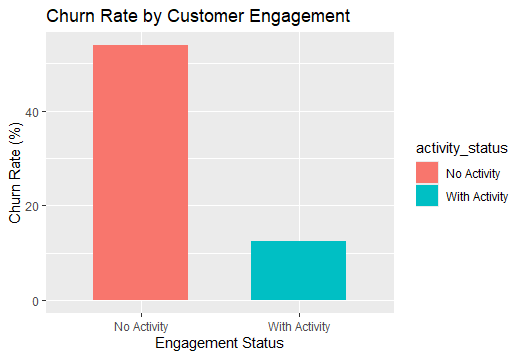 Churn Rate by Customer Engagement
Churn Rate (%)
40
20
0
No Activity
With Activity
Engagement Status
activity_status
No Activity
With Activity